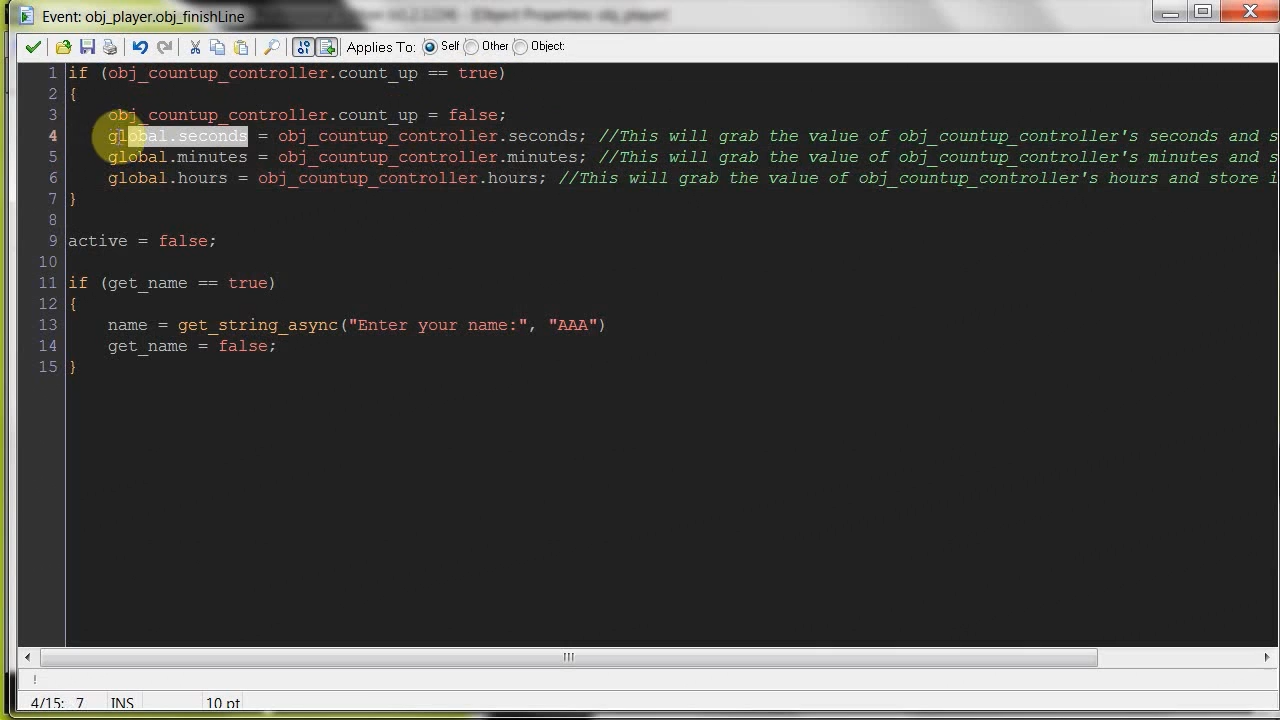 Event: obj_player.obj_finishLine
Applies To: Self Other Object:
1 if (obj_countup_controller.count_up == true)
2 {
3 obj_countup_controller.count_up = false;
4 global.seconds = obj_countup_controller.seconds; //This will grab the value of obj_countup_controller's seconds and s
5 global.minutes = obj_countup_controller.minutes; //This will grab the value of obj_countup_controller's minutes and s
6 global.hours = obj_countup_controller.hours; //This will grab the value of obj_countup_controller's hours and store i
7 }
8
9 active = false;
10
11 if (get_name == true)
12 {
13 name = get_string_async("Enter your name:", "AAA")
14 get_name = false;
15 }
4/15: 7 INS 10 pt